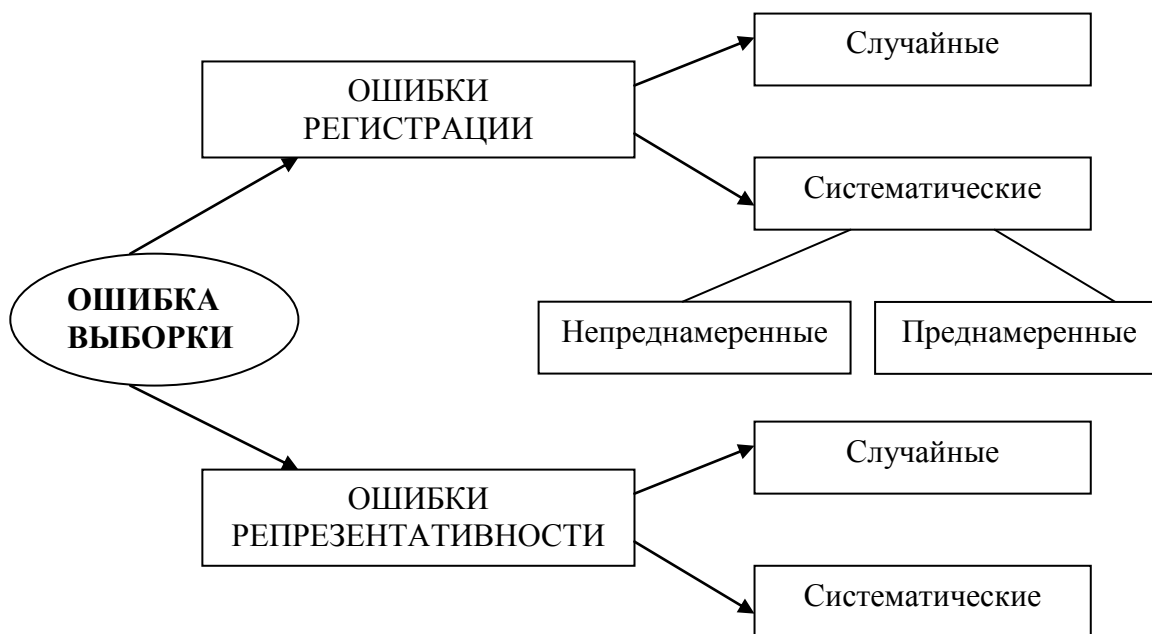 Случайные
ОШИБКИ
РЕГИСТРАЦИИ
Систематические
ОШИБКА
ВЫБОРКИ
Непреднамеренные
Преднамеренные
Случайные
ОШИБКИ
РЕПРЕЗЕНТАТИВНОСТИ
Систематические